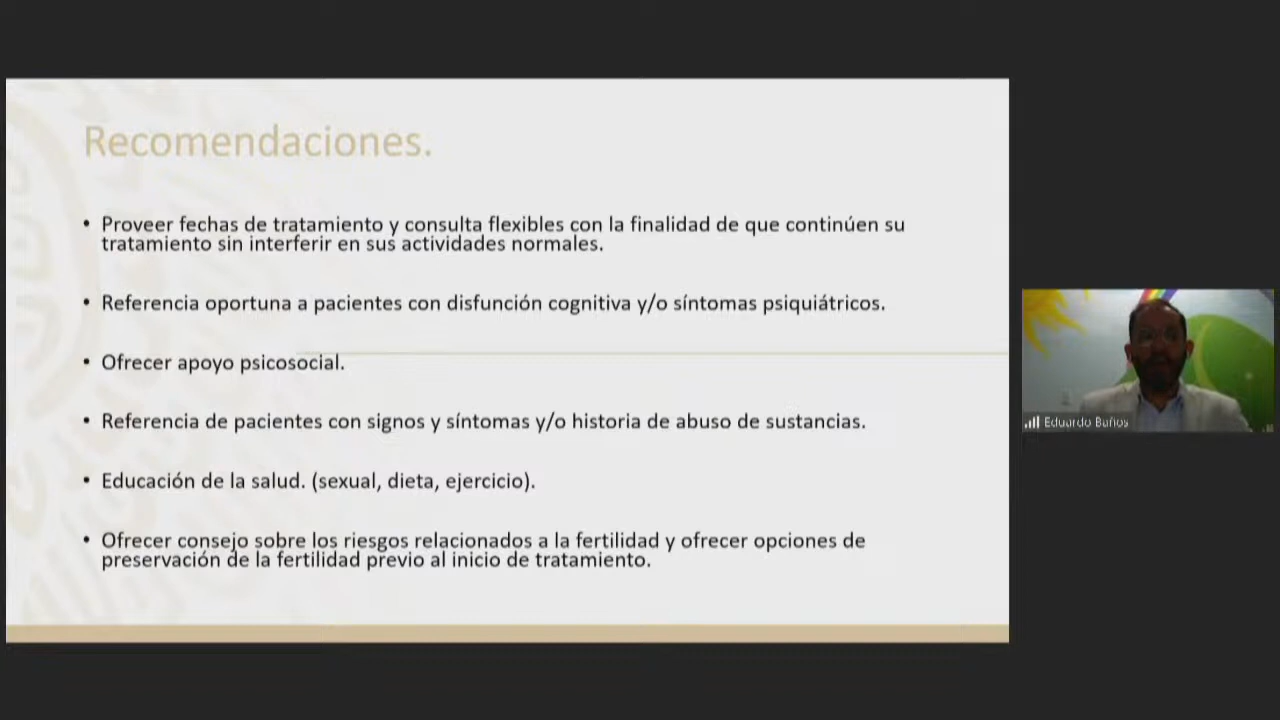 Recomendaciones.
• Proveer fechas de tratamiento y consulta flexibles con la finalidad de que continúen su
tratamiento sin interferir en sus actividades normales.
• Referencia oportuna a pacientes con disfunción cognitiva y/o síntomas psiquiátricos.
• Ofrecer apoyo psicosocial.
• Referencia de pacientes con signos y síntomas y/o historia de abuso de sustancias.
• Educación de la salud. (sexual, dieta, ejercicio).
• Ofrecer consejo sobre los riesgos relacionados a la fertilidad y ofrecer opciones de
preservación de la fertilidad previo al inicio de tratamiento.
Eduardo Baños